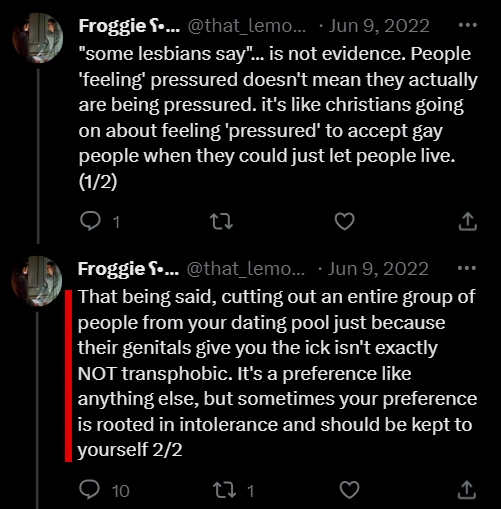 Froggie ʕ•... @that_lemo... · Jun 9, 2022
"some lesbians say"... is not evidence. People
'feeling' pressured doesn't mean they actually
are being pressured. it's like christians going
on about feeling 'pressured' to accept gay
people when they could just let people live.
(1/2)
1
Froggie ʕ•... @that_lemo... · Jun 9, 2022
That being said, cutting out an entire group of
people from your dating pool just because
their genitals give you the ick isn't exactly
NOT transphobic. It's a preference like
anything else, but sometimes your preference
is rooted in intolerance and should be kept to
yourself 2/2
10 1